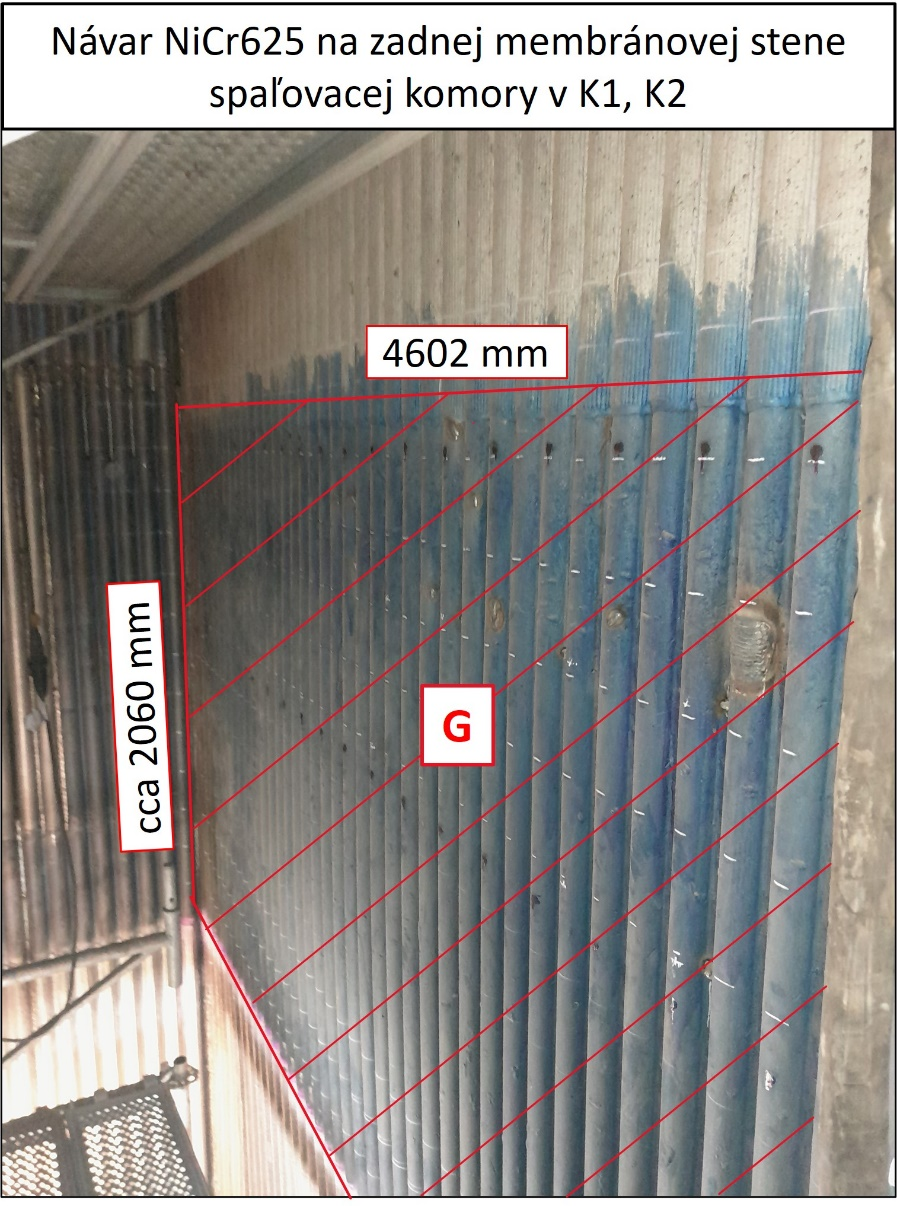 Návar NiCr625 na zadnej membránovej stene
spaľovacej komory v K1, K2
4602 mm
cca 2060 mm
G